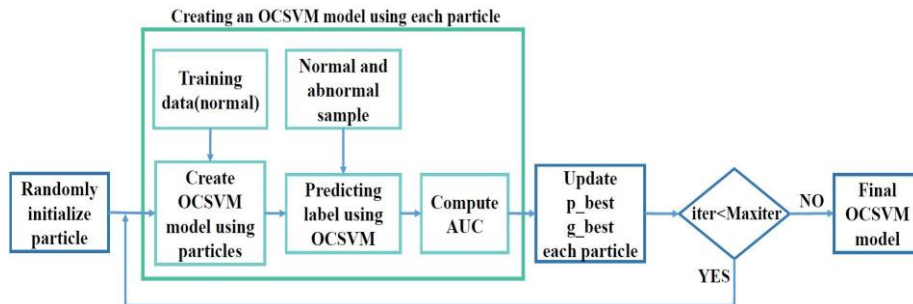 Creating an OCSVM model using each particle
Training
data(normal)
Normal and
abnormal
sample
Randomly
initialize
particle
Create
OCSVM
model using
particles
Predicting
label using
OCSVM
Compute
AUC
Update
p_best
g_best
each particle
iter<Maxiter
NO
Final
OCSVM
model
YES